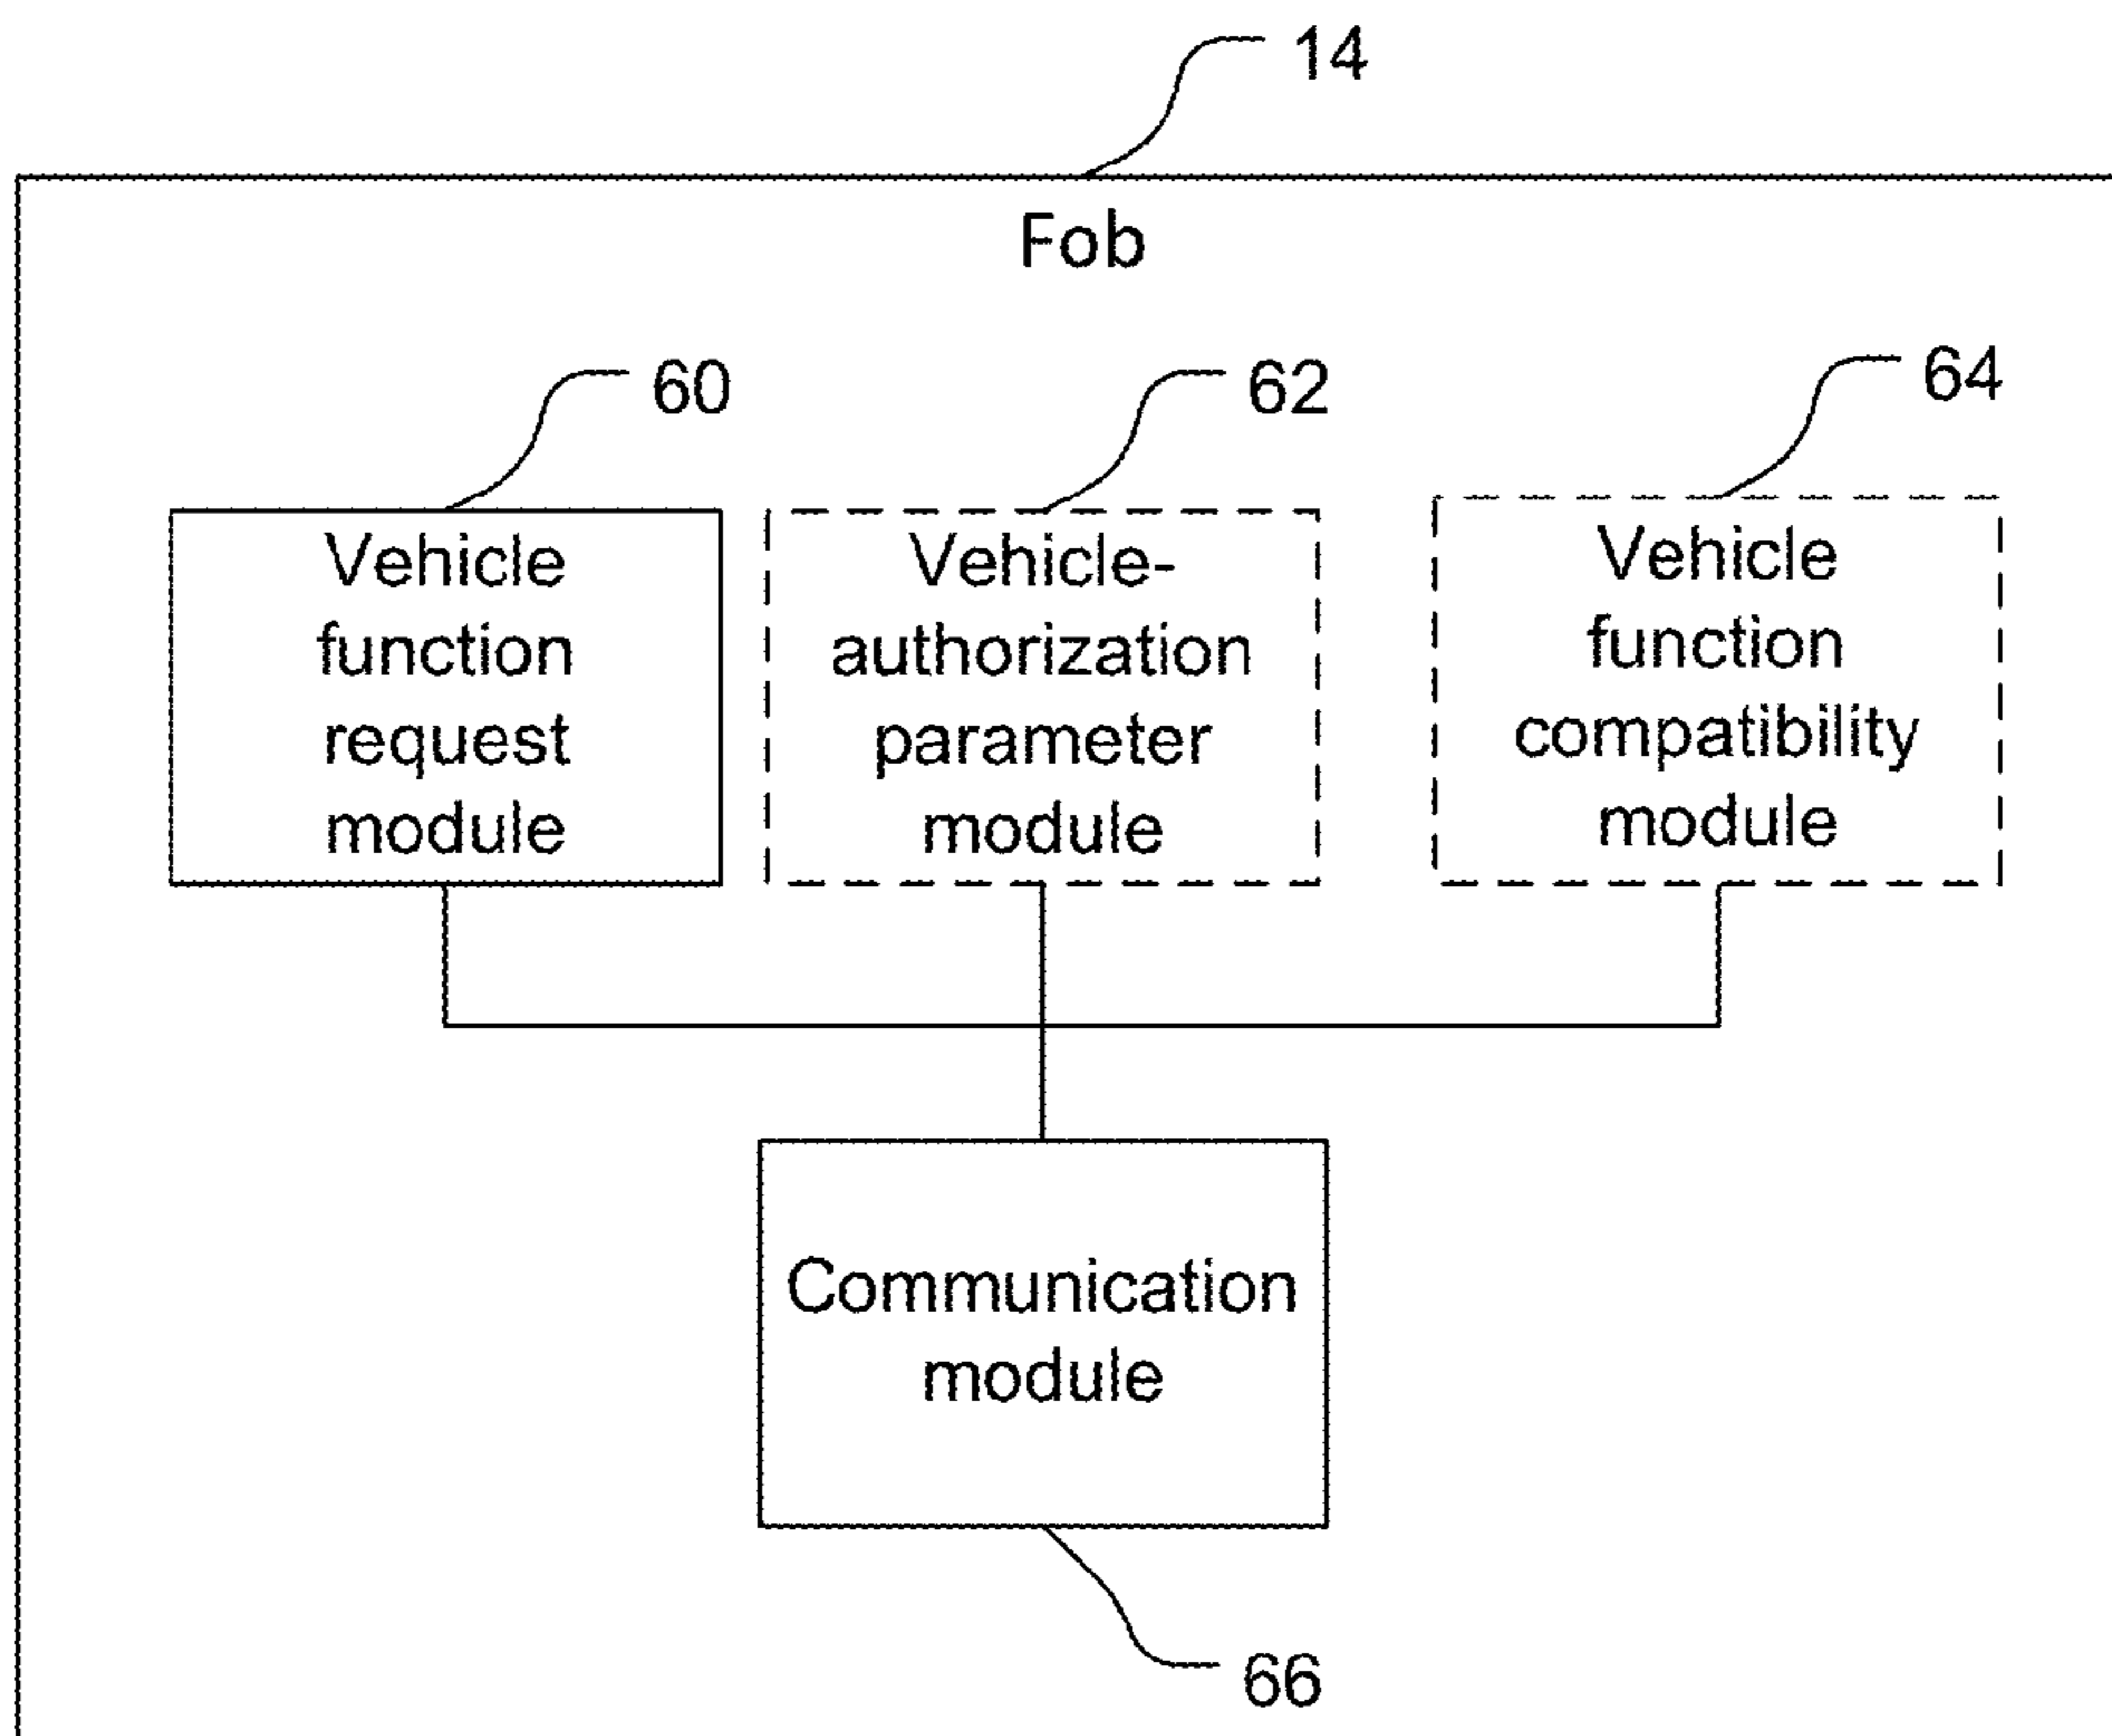 14
Fob
60
62
64
Vehicle
function
request
module
Vehicle-
authorization
parameter
module
Vehicle
function
compatibility
module
Communication
module
66